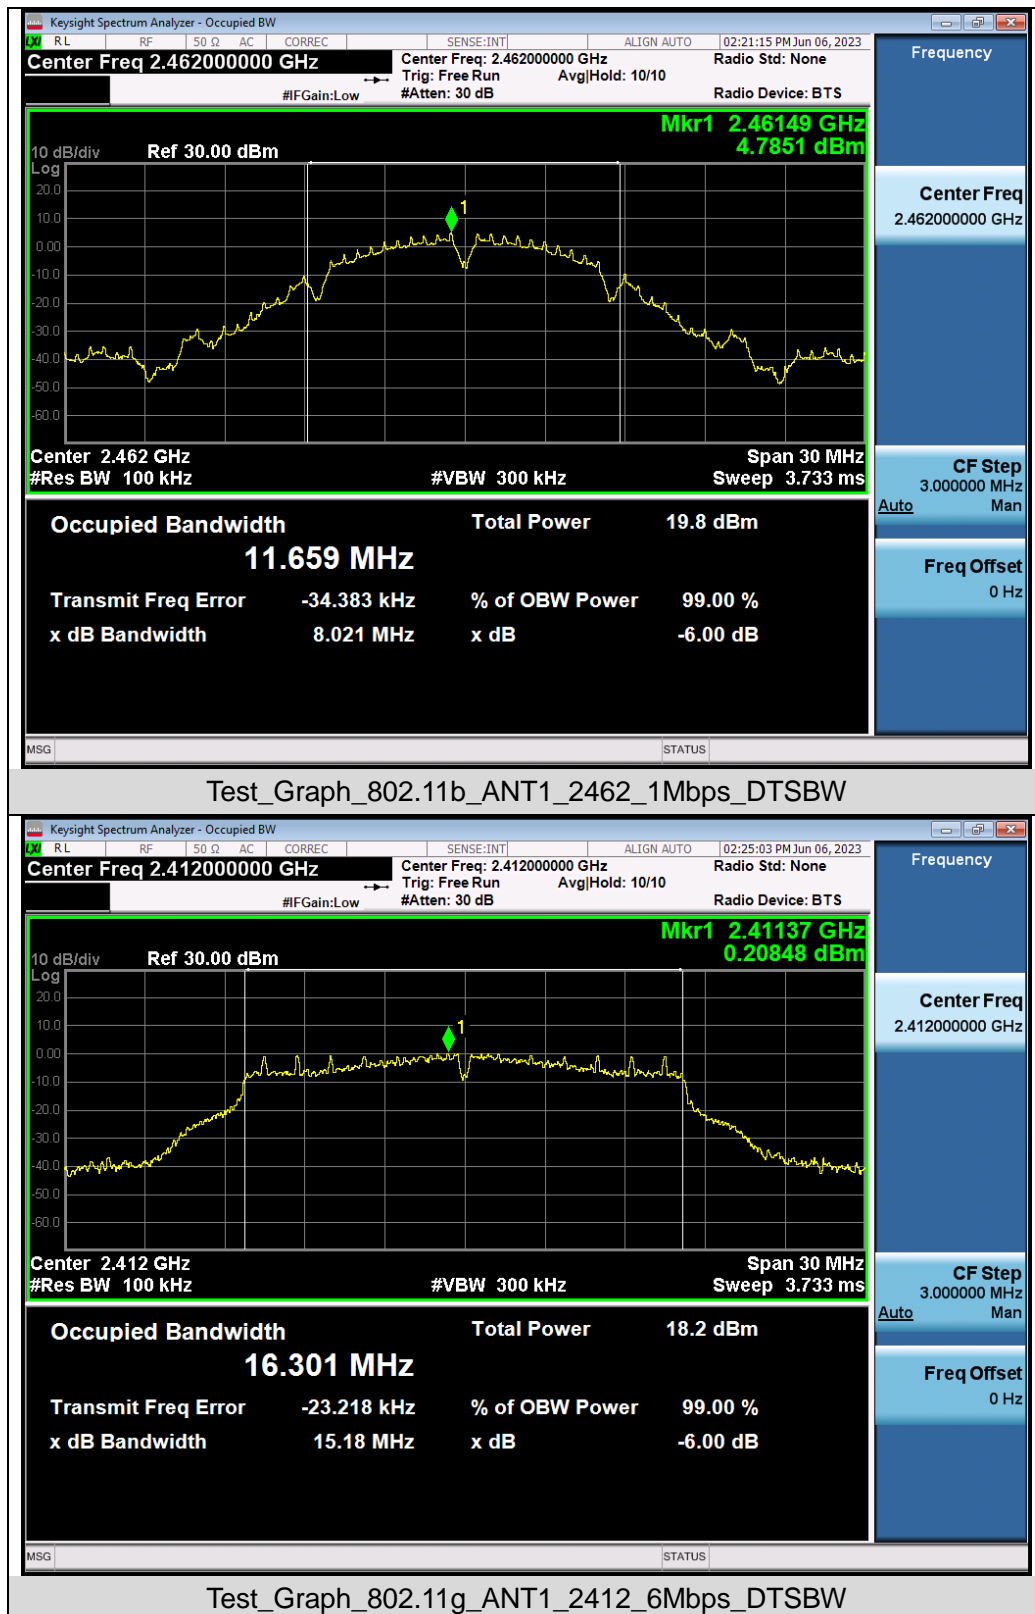 Keysight Spectrum Analyzer - Occupied BW
LXI RL RF 50 Ω AC CORREC SENSE:INT ALIGN AUTO 02:21:15 PM Jun 06, 2023
Center Freq 2.462000000 GHz
Center Freq: 2.462000000 GHz Radio Std: None
Trig: Free Run Avg|Hold: 10/10
#IFGain:Low #Atten: 30 dB Radio Device: BTS
Mkr1 2.46149 GHz
4.7851 dBm
10 dB/div Ref 30.00 dBm
Log
20.0
10.0
0.00
-10.0
-20.0
-30.0
-40.0
-50.0
-60.0
1
Center 2.462 GHz Span 30 MHz
#Res BW 100 kHz #VBW 300 kHz Sweep 3.733 ms
Occupied Bandwidth Total Power 19.8 dBm
11.659 MHz
Transmit Freq Error -34.383 kHz % of OBW Power 99.00 %
x dB Bandwidth 8.021 MHz x dB -6.00 dB
MSG STATUS
Frequency
Center Freq
2.462000000 GHz
CF Step
3.000000 MHz
Auto Man
Freq Offset
0 Hz
Test_Graph_802.11b_ANT1_2462_1Mbps_DTSBW
Keysight Spectrum Analyzer - Occupied BW
LXI RL RF 50 Ω AC CORREC SENSE:INT ALIGN AUTO 02:25:03 PM Jun 06, 2023
Center Freq 2.412000000 GHz
Center Freq: 2.412000000 GHz Radio Std: None
Trig: Free Run Avg|Hold: 10/10
#IFGain:Low #Atten: 30 dB Radio Device: BTS
Mkr1 2.41137 GHz
0.20848 dBm
10 dB/div Ref 30.00 dBm
Log
20.0
10.0
0.00
-10.0
-20.0
-30.0
-40.0
-50.0
-60.0
1
Center 2.412 GHz Span 30 MHz
#Res BW 100 kHz #VBW 300 kHz Sweep 3.733 ms
Occupied Bandwidth Total Power 18.2 dBm
16.301 MHz
Transmit Freq Error -23.218 kHz % of OBW Power 99.00 %
x dB Bandwidth 15.18 MHz x dB -6.00 dB
MSG STATUS
Frequency
Center Freq
2.412000000 GHz
CF Step
3.000000 MHz
Auto Man
Freq Offset
0 Hz
Test_Graph_802.11g_ANT1_2412_6Mbps_DTSBW